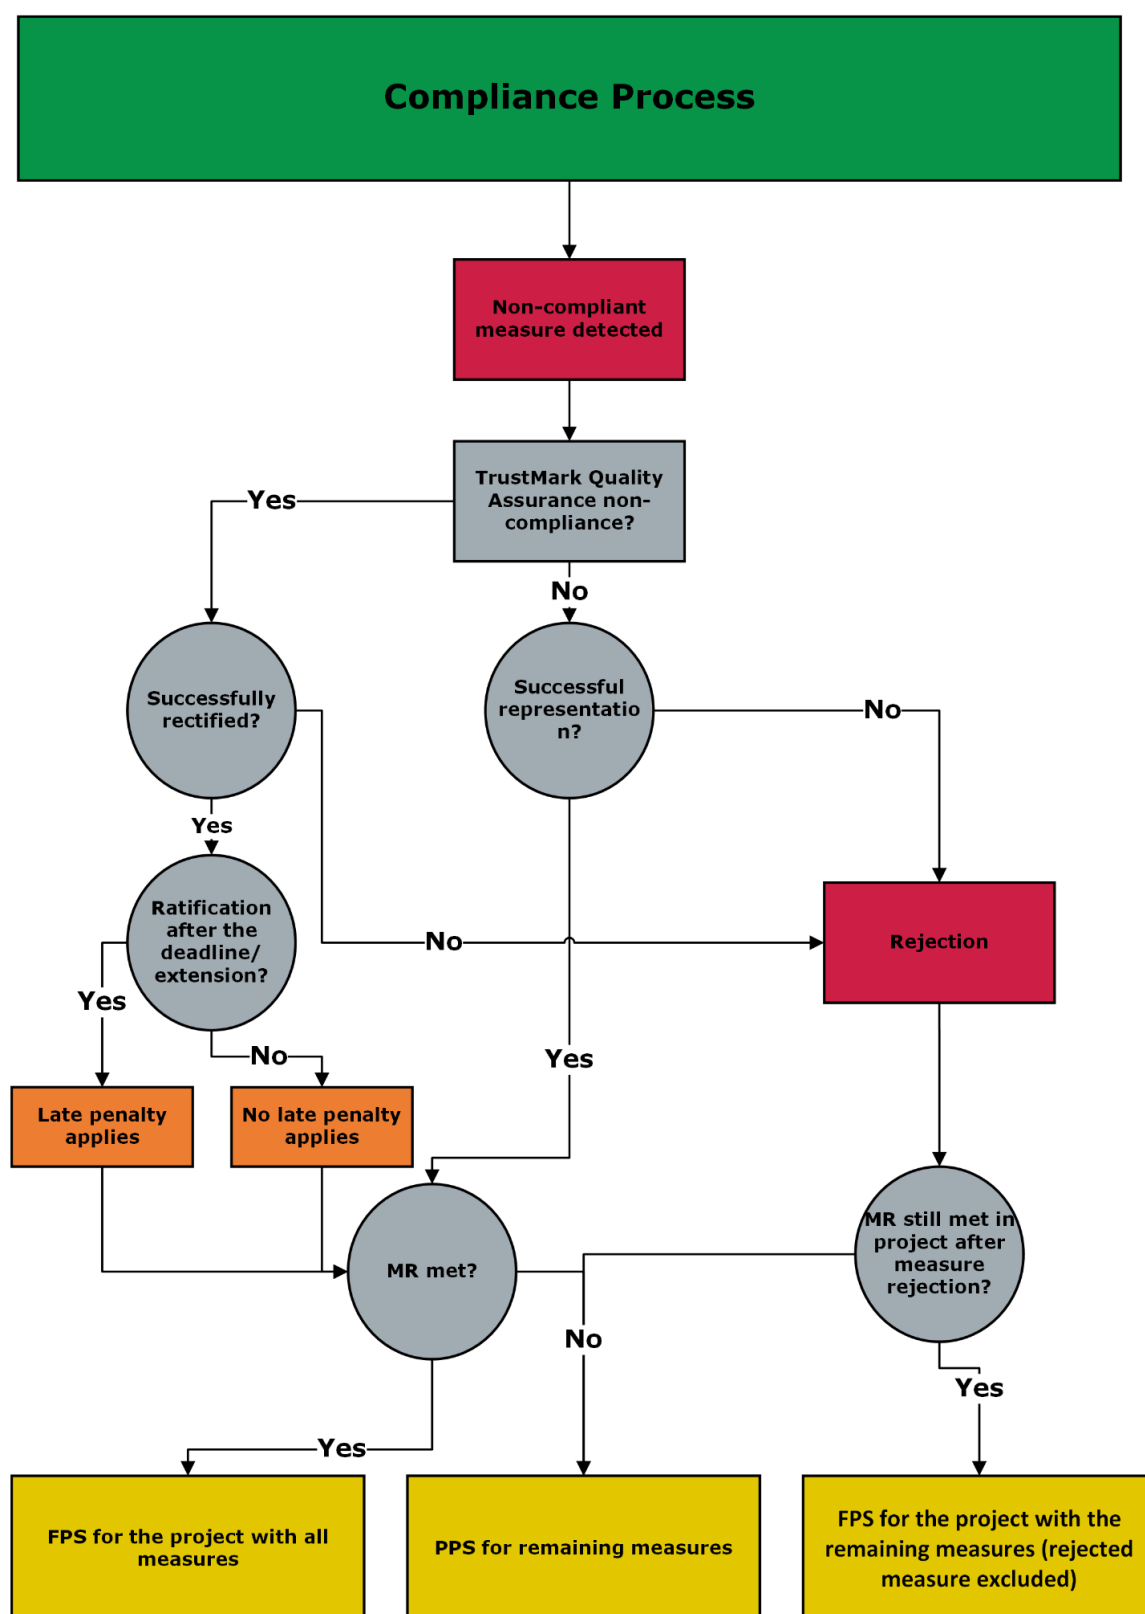 Compliance Process
Non-compliant
measure detected
TrustMark Quality
Assurance non-
compliance?
Yes
No
Successfully
rectified?
Successful
representatio
n?
No
Yes
Ratification
after the
deadline/
extension?
No
Rejection
Yes
No
Yes
Late penalty
applies
No late penalty
applies
MR met?
MR still met in
project after
measure
rejection?
No
Yes
Yes
FPS for the project with all
measures
PPS for remaining measures
FPS for the project with the
remaining measures (rejected
measure excluded)